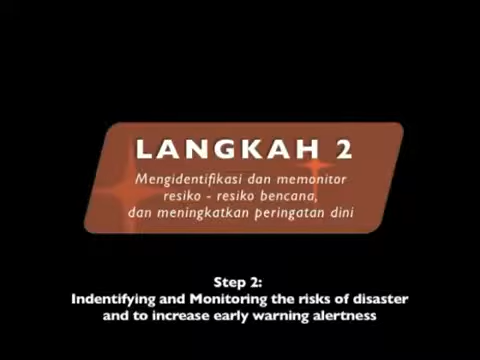 LANGKAH 2
Mengidentifikasi dan memonitor
resiko - resiko bencana,
dan meningkatkan peringatan dini
Step 2:
Indentifying and Monitoring the risks of disaster
and to increase early warning alertness